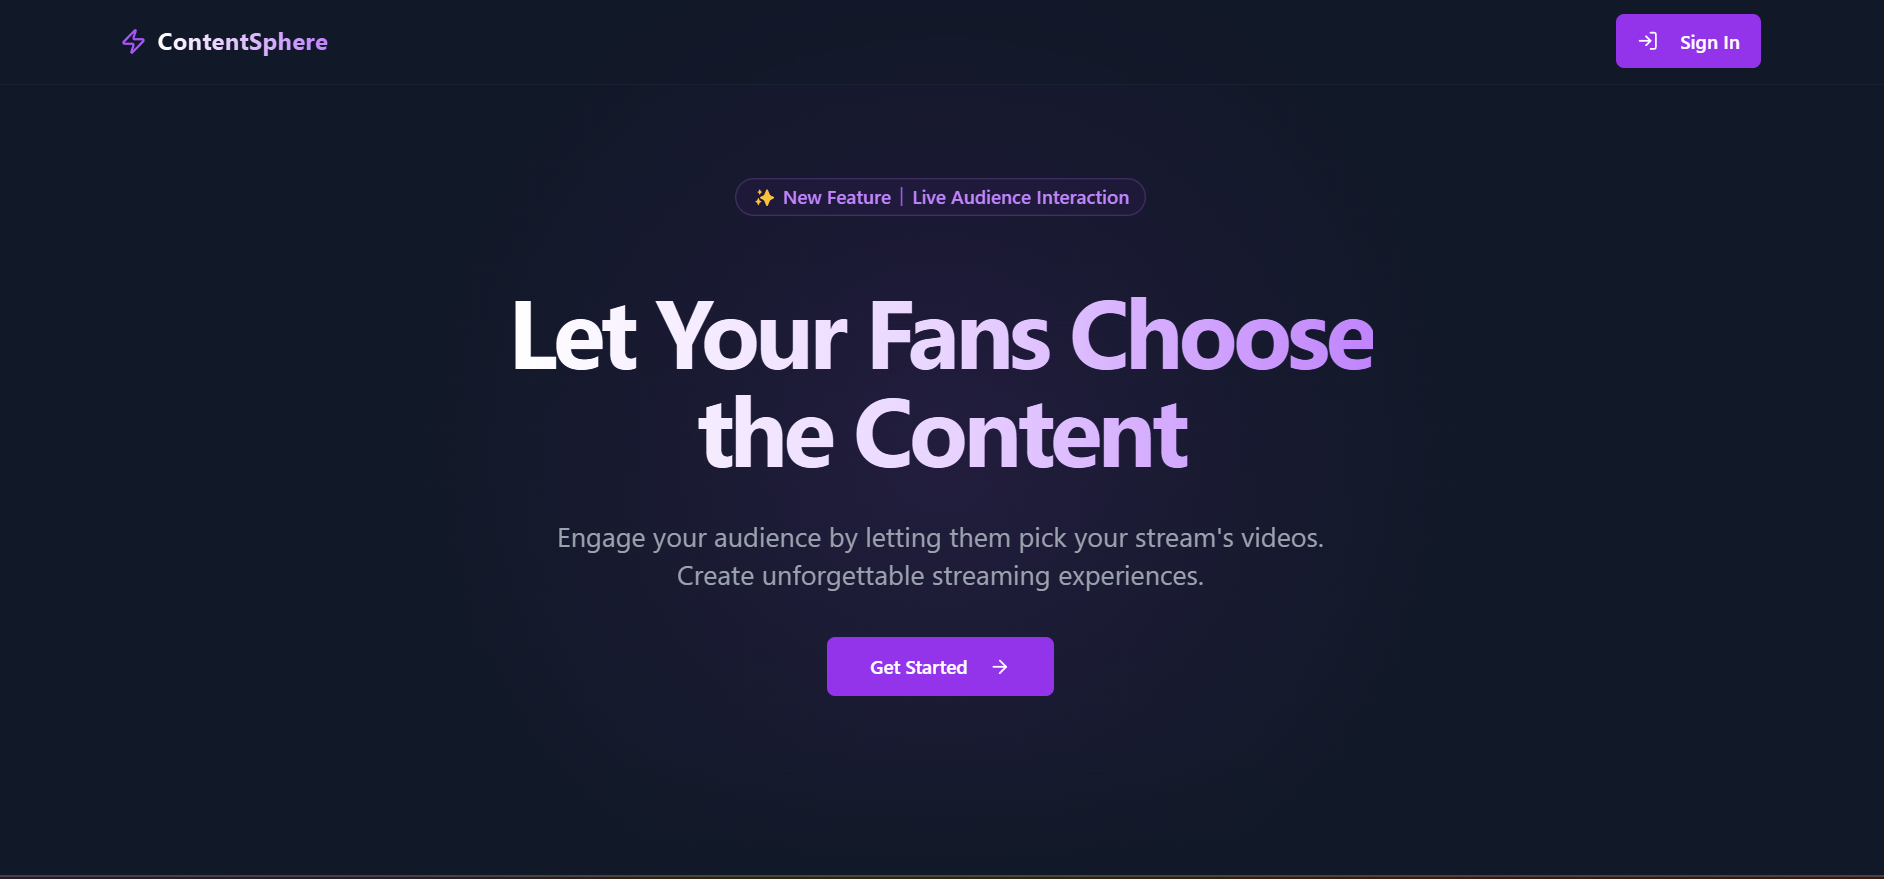 ContentSphere
Sign In
✨ New Feature | Live Audience Interaction
Let Your Fans Choose
the Content
Engage your audience by letting them pick your stream's videos.
Create unforgettable streaming experiences.
Get Started